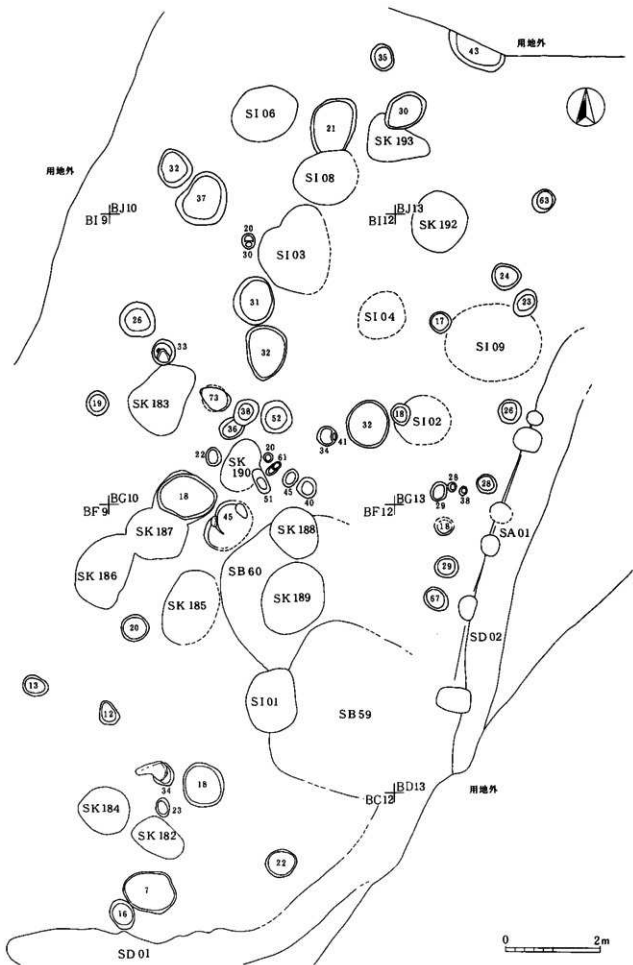 43
用地外
35
SI 06
21
30
SK 193
用地外
32
37
SI 08
BJ10
BI 9
BJ13
BI12
SK 192
63
20
30
SI 03
24
31
23
26
SI 04
17
SI 09
33
32
73
SK 183
19
38
52
36
32
18
SI 02
26
34
41
22
SK
190
20
61
51
45
40
28
29
38
28
BG10
BF 9
18
45
SK 188
BG13
BF12
18
SA 01
SK 187
SB 60
SK 186
29
SK 185
SK 189
67
20
SD 02
13
SI 01
12
SB 59
34
18
BD13
BC12
用地外
SK 184
23
SK 182
22
7
16
SD 01
0
2m